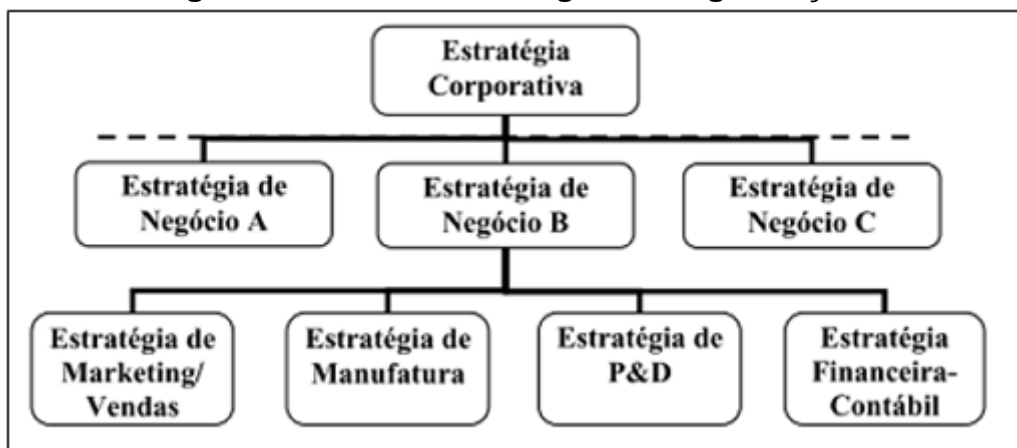 Estratégia
Corporativa
Estratégia de
Negócio A
Estratégia de
Negócio B
Estratégia de
Negócio C
Estratégia de
Marketing/
Vendas
Estratégia de
Manufatura
Estratégia de
P&D
Estratégia
Financeira-
Contábil